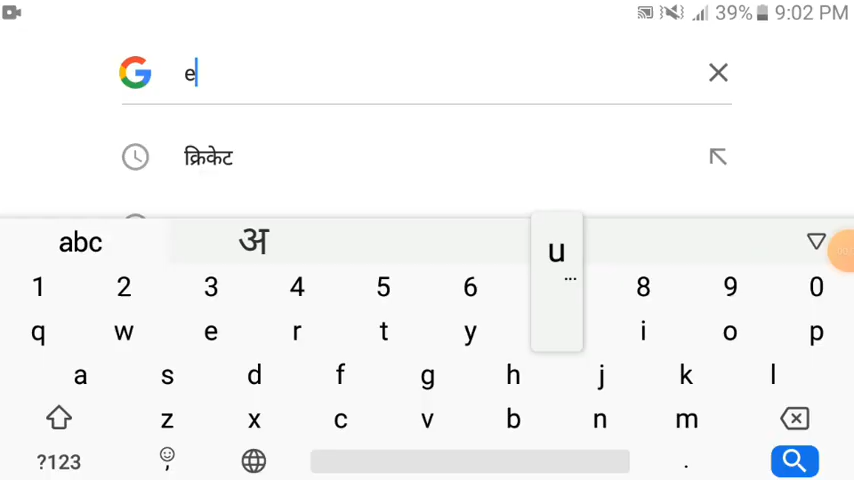 39% 9:02 PM
e
क्रिकेट
abc अ
1 2 3 4 5 6 8 9 0
q w e r t y u i o p
a s d f g h j k l
z x c v b n m
?123 , .